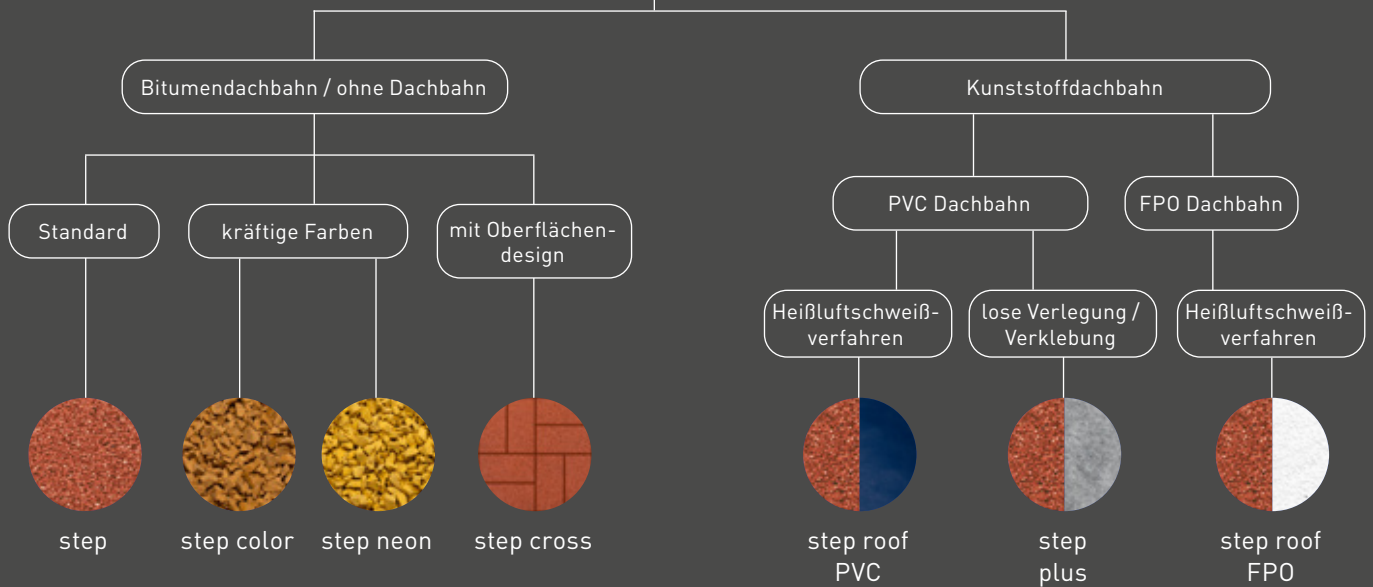 Bitumendachbahn / ohne Dachbahn
Kunststoffdachbahn
Standard
kräftige Farben
mit Oberflächen-
design
PVC Dachbahn
FPO Dachbahn
Heißluftschweiß-
verfahren
lose Verlegung /
Verklebung
Heißluftschweiß-
verfahren
step
step color
step neon
step cross
step roof
PVC
step
plus
step roof
FPO